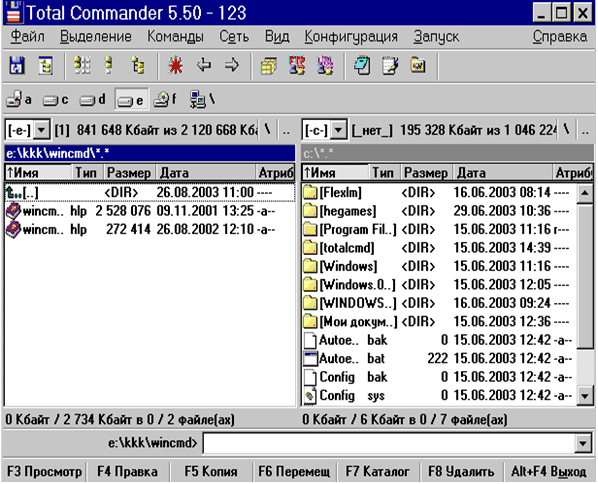 Total Commander 5.50 - 123
Файл Выделение Команды Сеть Вид Конфигурация Запуск Справка
a c d e f \
[-e-] [1] 841 648 Кбайт из 2 120 668 Кб \ .. [-c-] [_нет_] 195 328 Кбайт из 1 046 224 \ ..
e:\kkk\wincmd\*.* c:\*.*
↑Имя Тип Размер Дата Атриб ↑Имя Тип Размер Дата Атриб
[..] <DIR> 26.08.2003 11:00 ---- [Flexlm] <DIR> 16.06.2003 08:14 ----
wincm.. hlp 2 528 076 09.11.2001 13:25 -a-- [hegames] <DIR> 29.06.2003 10:36 ----
wincm.. hlp 272 414 26.08.2002 12:10 -a-- [Program Fil..] <DIR> 15.06.2003 11:16 r---
[totalcmd] <DIR> 15.06.2003 14:39 ----
[Windows] <DIR> 15.06.2003 11:16 ----
[Windows.0..] <DIR> 15.06.2003 12:05 ----
[WINDOWS..] <DIR> 16.06.2003 09:24 ----
[Мои докум..] <DIR> 15.06.2003 12:36 ----
Autoe.. bak 0 15.06.2003 12:42 -a--
Autoe.. bat 222 15.06.2003 12:42 -a--
Config bak 0 15.06.2003 12:42 -a--
Config sys 0 15.06.2003 12:42 -a--
0 Кбайт / 2 734 Кбайт в 0 / 2 файле(ах) 0 Кбайт / 6 Кбайт в 0 / 7 файле(ах)
e:\kkk\wincmd>
F3 Просмотр F4 Правка F5 Копия F6 Перемещ F7 Каталог F8 Удалить Alt+F4 Выход